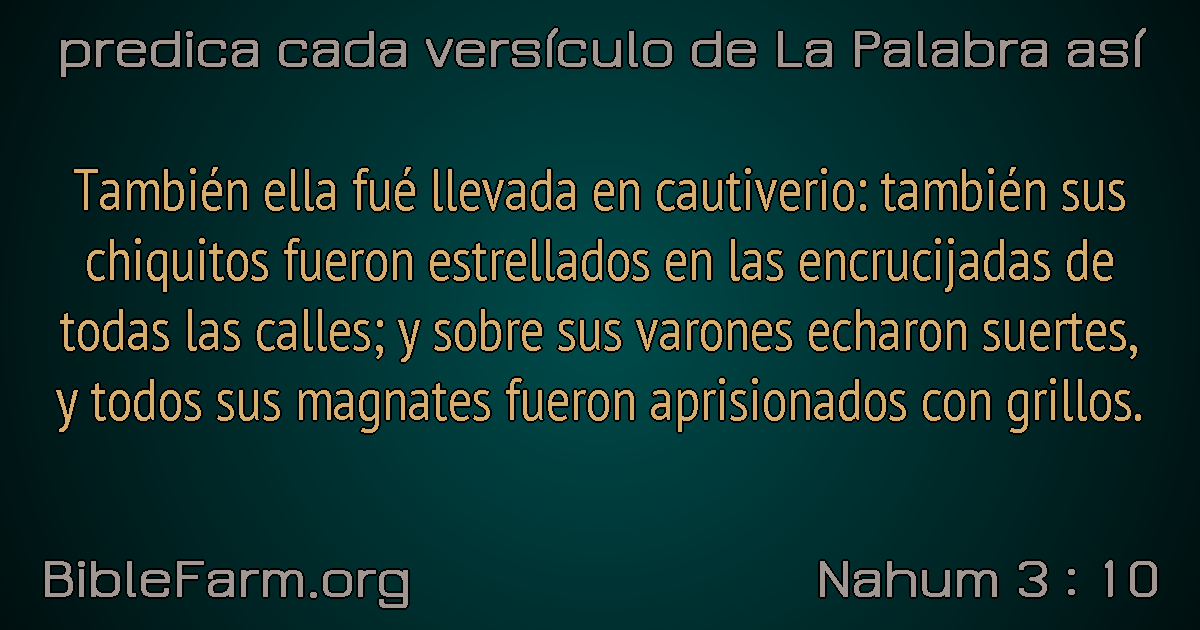 predica cada versículo de La Palabra así
También ella fué llevada en cautiverio: también sus
chiquitos fueron estrellados en las encrucijadas de
todas las calles; y sobre sus varones echaron suertes,
y todos sus magnates fueron aprisionados con grillos.
BibleFarm.org
Nahum 3 : 10